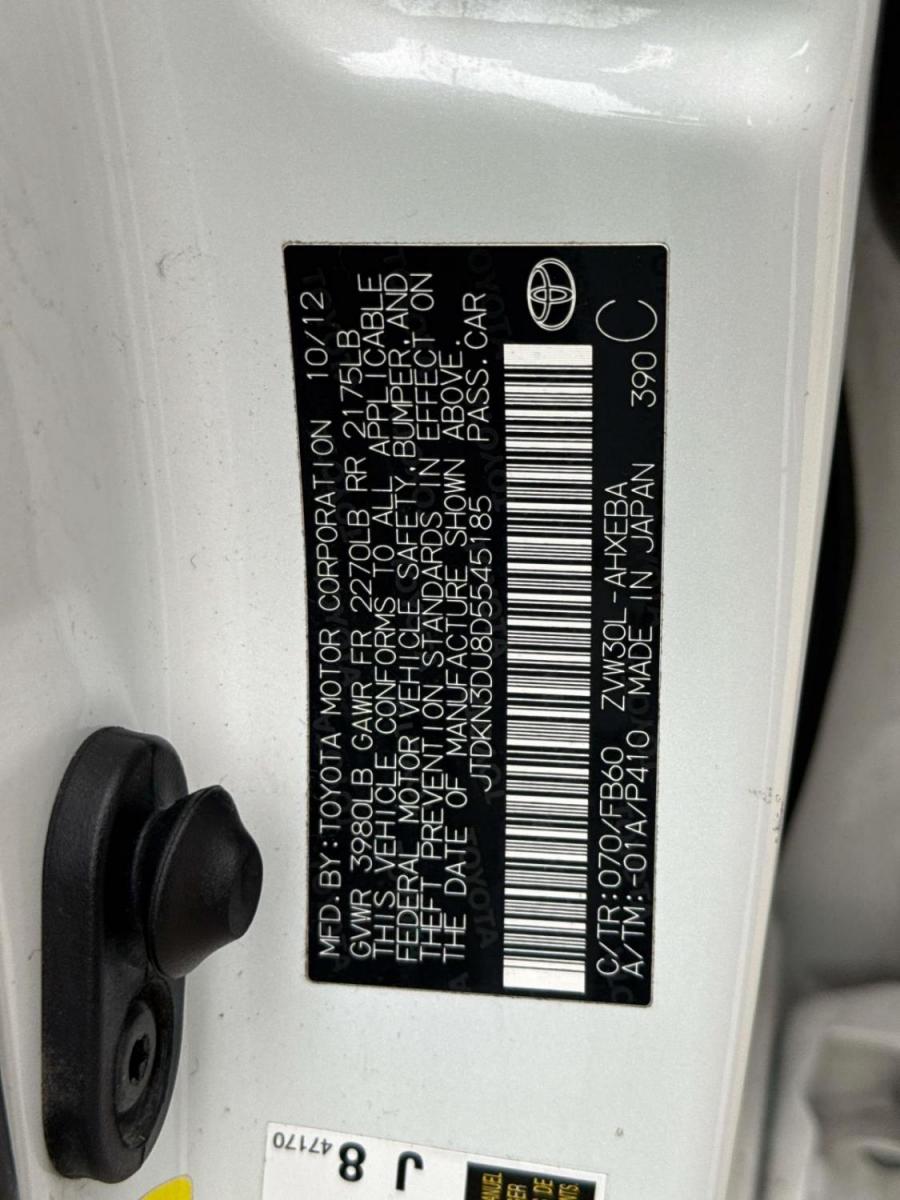 MFD. BY:TOYOTA MOTOR CORPORATION 10/12
GVWR 3980LB GAWR FR 2270LB RR 2175LB
THIS VEHICLE CONFORMS TO ALL APPLICABLE
FEDERAL MOTOR VEHICLE SAFETY,BUMPER,AND
THEFT PREVENTION STANDARDS IN EFFECT ON
THE DATE OF MANUFACTURE SHOWN ABOVE.
JTDKN3DU8D5545185 PASS.CAR
C/TR:070/FB60 ZVW30L-AHXEBA 390 C
A/TM:-01A/P410 MADE IN JAPAN
47170
J 8